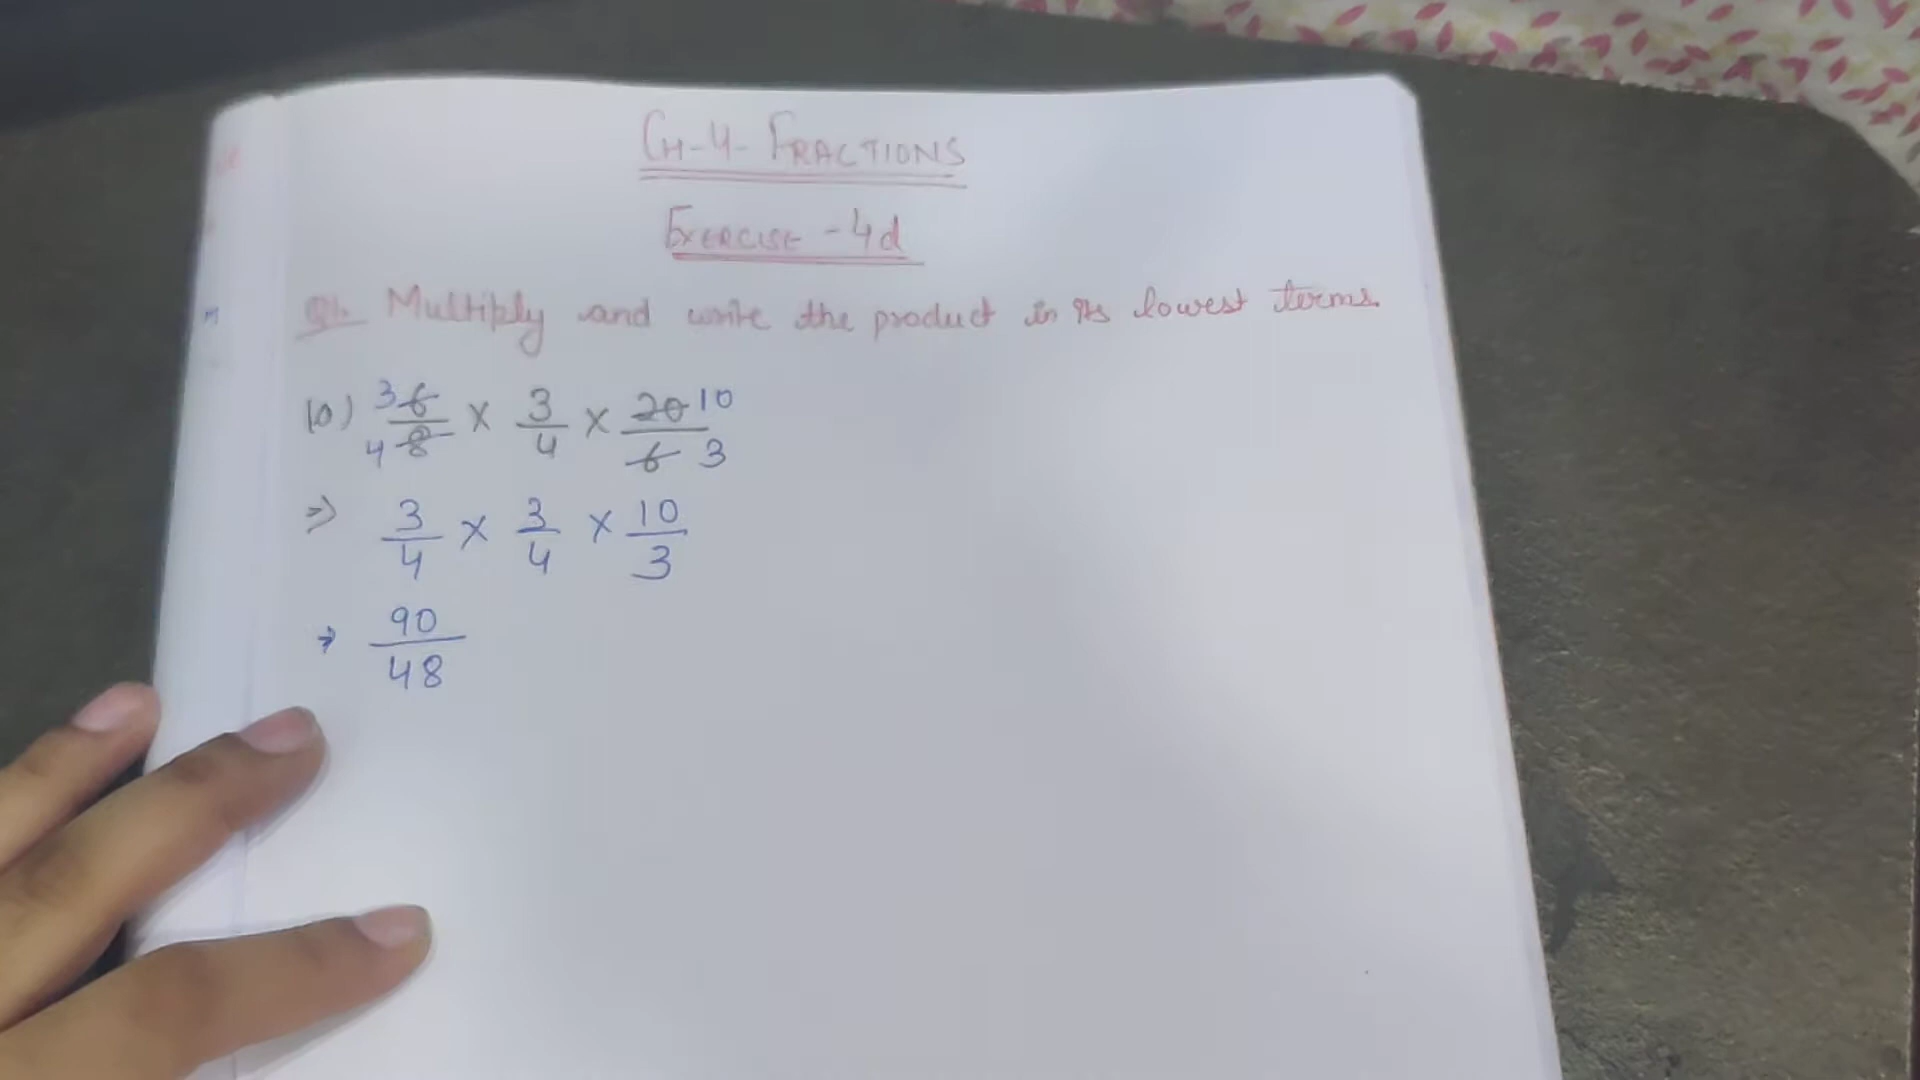 CH-4- FRACTIONS
EXERCISE - 4d
Q1. Multiply and write the product in its lowest terms.
10) 3 6/4 8 × 3/4 × 20 10/6 3
⇒ 3/4 × 3/4 × 10/3
⇒ 90/48